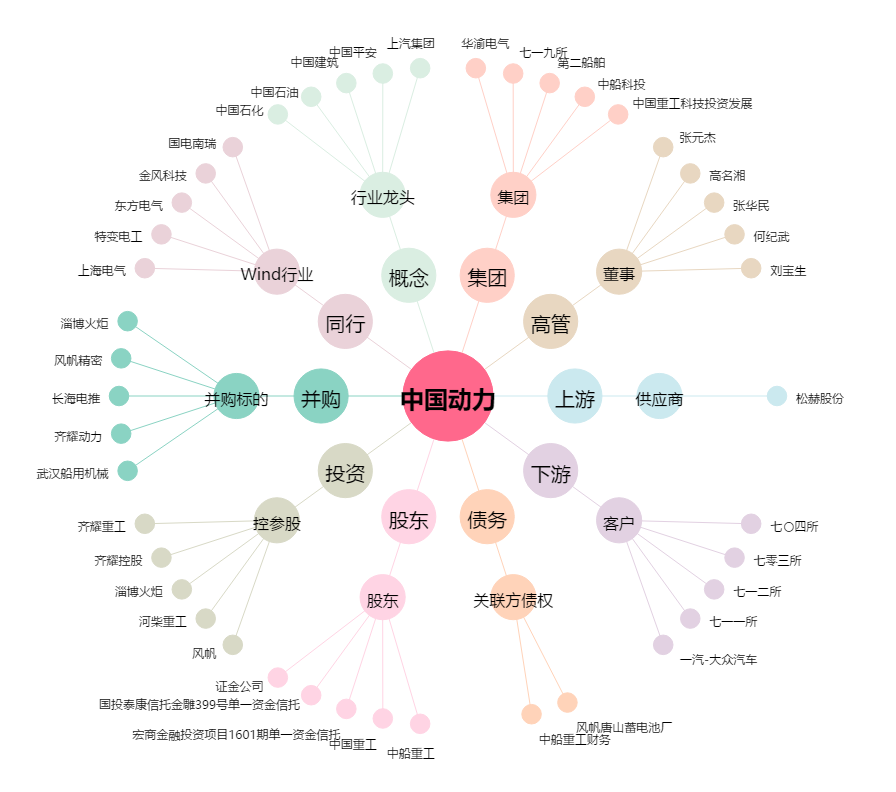 上汽集团
华渝电气
中国平安
七一九所
中国建筑
第二船舶
中国石油
中船科投
中国石化
中国重工科技投资发展
国电南瑞
张元杰
金风科技
高名湘
行业龙头
集团
东方电气
张华民
特变电工
何纪武
上海电气
Wind行业
概念
集团
董事
刘宝生
淄博火炬
同行
高管
风帆精密
长海电推
并购标的
并购
中国动力
上游
供应商
松赫股份
齐耀动力
武汉船用机械
投资
下游
齐耀重工
控参股
股东
债务
客户
七〇四所
齐耀控股
七零三所
淄博火炬
七一二所
股东
关联方债权
河柴重工
七一一所
风帆
一汽-大众汽车
证金公司
国投泰康信托金雕399号单一资金信托
风帆唐山蓄电池厂
宏商金融投资项目1601期单一资金信托
中船重工财务
中国重工
中船重工